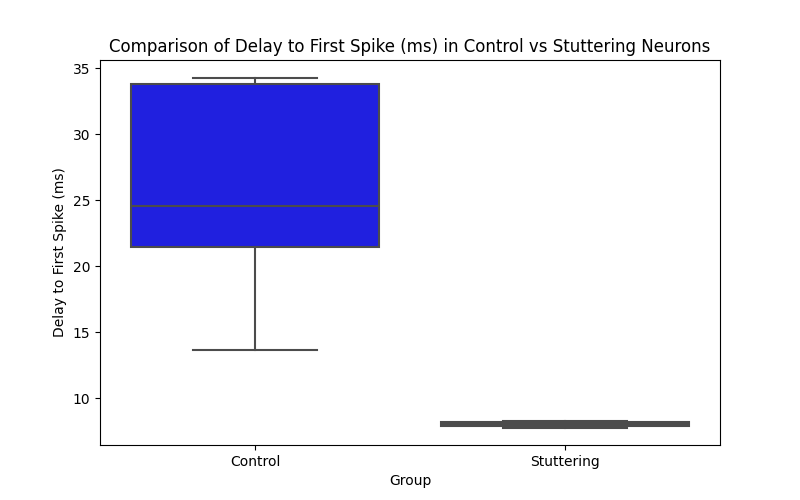 Comparison of Delay to First Spike (ms) in Control vs Stuttering Neurons
35
30
25
20
15
10
Delay to First Spike (ms)
Control
Stuttering
Group